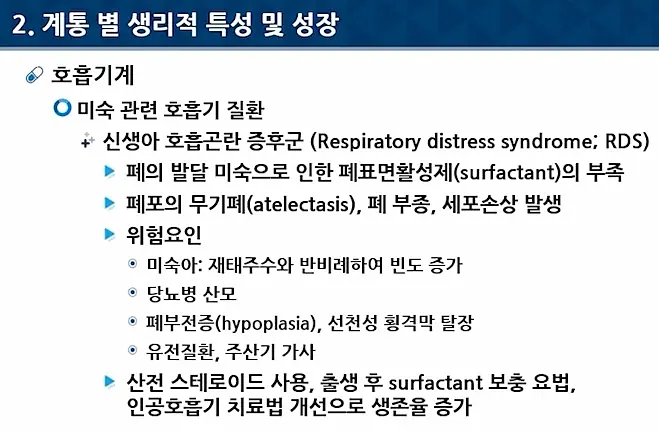 2. 계통 별 생리적 특성 및 성장
호흡기계
미숙 관련 호흡기 질환
신생아 호흡곤란 증후군 (Respiratory distress syndrome; RDS)
폐의 발달 미숙으로 인한 폐표면활성제(surfactant)의 부족
폐포의 무기폐(atelectasis), 폐 부종, 세포손상 발생
위험요인
미숙아: 재태주수와 반비례하여 빈도 증가
당뇨병 산모
폐부전증(hypoplasia), 선천성 횡격막 탈장
유전질환, 주산기 가사
산전 스테로이드 사용, 출생 후 surfactant 보충 요법,
인공호흡기 치료법 개선으로 생존율 증가